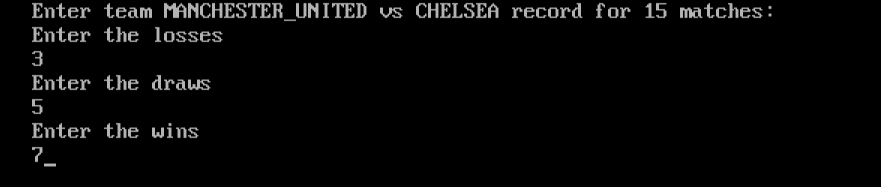 Enter team MANCHESTER_UNITED vs CHELSEA record for 15 matches:
Enter the losses
3
Enter the draws
5
Enter the wins
7_